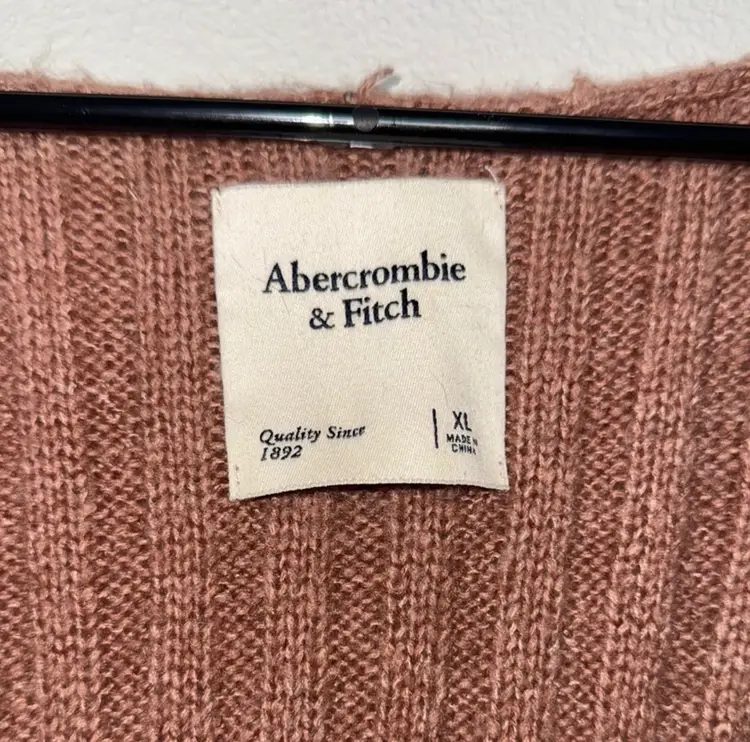 Abercrombie
& Fitch
Quality Since
1892
XL
MADE IN
CHINA